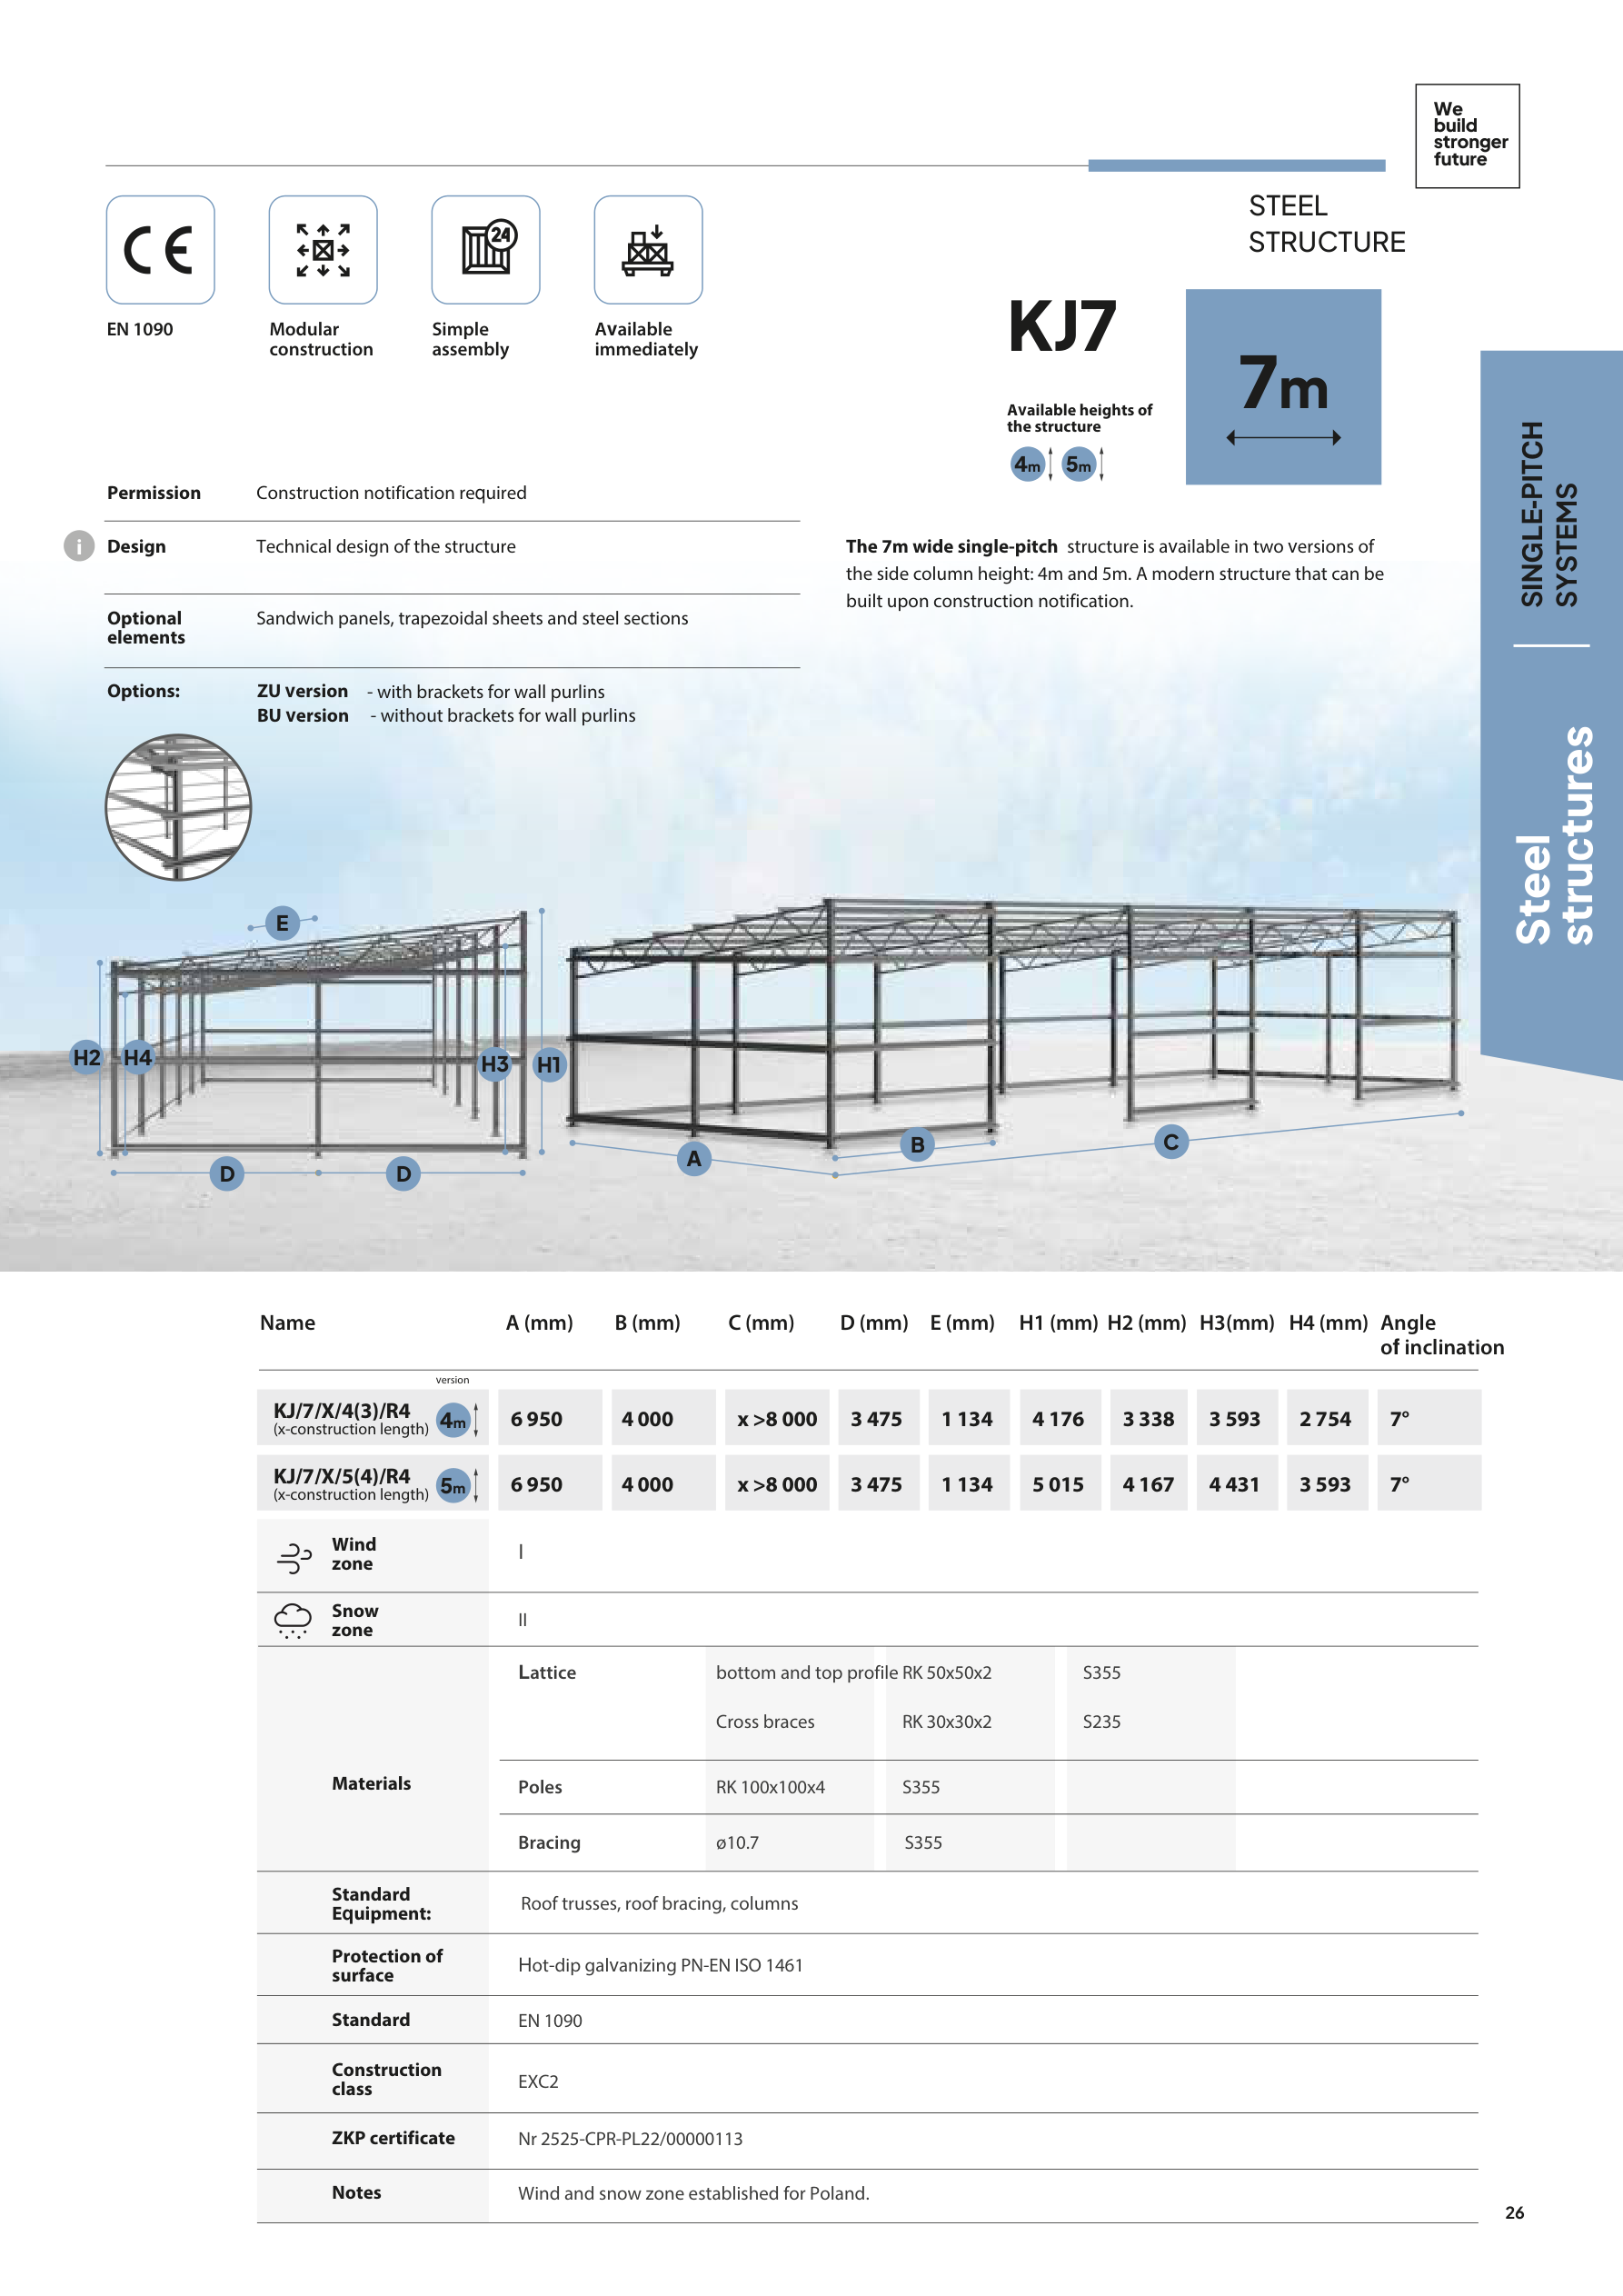 We
build
stronger
future
STEEL
STRUCTURE
CE
24
EN 1090
Modular
construction
Simple
assembly
Available
immediately
KJ7
7m
Available heights of
the structure
4m 5m
Permission Construction notification required
i Design Technical design of the structure
Optional
elements
Sandwich panels, trapezoidal sheets and steel sections
Options: ZU version - with brackets for wall purlins
BU version - without brackets for wall purlins
The 7m wide single-pitch structure is available in two versions of
the side column height: 4m and 5m. A modern structure that can be
built upon construction notification.
SINGLE-PITCH
SYSTEMS
Steel
structures
E
H2 H4 H3 H1
D D
A B C
Name A (mm) B (mm) C (mm) D (mm) E (mm) H1 (mm) H2 (mm) H3(mm) H4 (mm) Angle
of inclination
version
KJ/7/X/4(3)/R4 4m 6 950 4 000 x >8 000 3 475 1 134 4 176 3 338 3 593 2 754 7°
(x-construction length)
KJ/7/X/5(4)/R4 5m 6 950 4 000 x >8 000 3 475 1 134 5 015 4 167 4 431 3 593 7°
(x-construction length)
Wind
zone
I
Snow
zone
II
Materials
Lattice bottom and top profile RK 50x50x2 S355
Cross braces RK 30x30x2 S235
Poles RK 100x100x4 S355
Bracing ø10.7 S355
Standard
Equipment:
Roof trusses, roof bracing, columns
Protection of
surface
Hot-dip galvanizing PN-EN ISO 1461
Standard EN 1090
Construction
class
EXC2
ZKP certificate Nr 2525-CPR-PL22/00000113
Notes Wind and snow zone established for Poland.
26